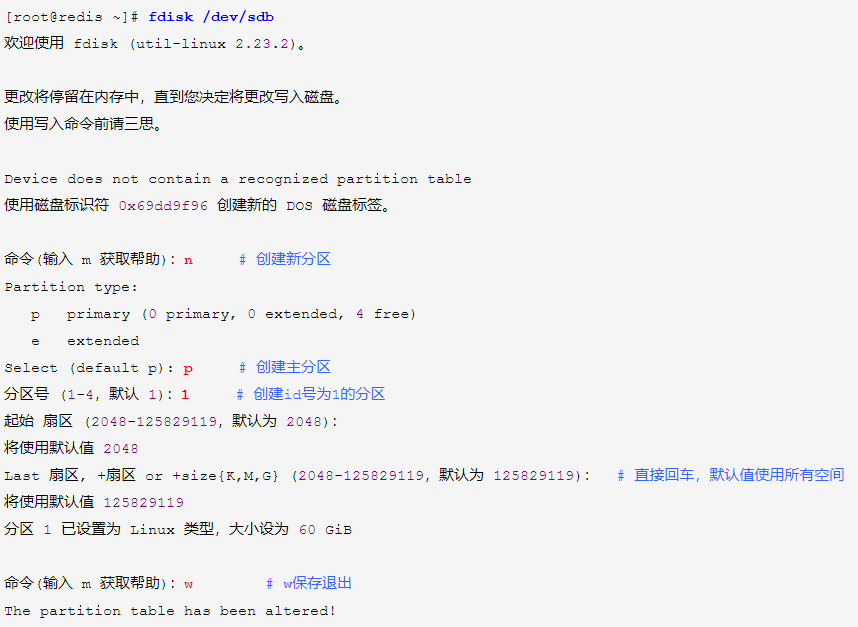 [root@redis ~]# fdisk /dev/sdb
欢迎使用 fdisk (util-linux 2.23.2)。
更改将停留在内存中，直到您决定将更改写入磁盘。
使用写入命令前请三思。
Device does not contain a recognized partition table
使用磁盘标识符 0x69dd9f96 创建新的 DOS 磁盘标签。
命令(输入 m 获取帮助)：n # 创建新分区
Partition type:
p primary (0 primary, 0 extended, 4 free)
e extended
Select (default p): p # 创建主分区
分区号 (1-4，默认 1)：1 # 创建id号为1的分区
起始 扇区 (2048-125829119，默认为 2048)：
将使用默认值 2048
Last 扇区, +扇区 or +size{K,M,G} (2048-125829119，默认为 125829119)： # 直接回车，默认值使用所有空间
将使用默认值 125829119
分区 1 已设置为 Linux 类型，大小设为 60 GiB
命令(输入 m 获取帮助)：w # w保存退出
The partition table has been altered!